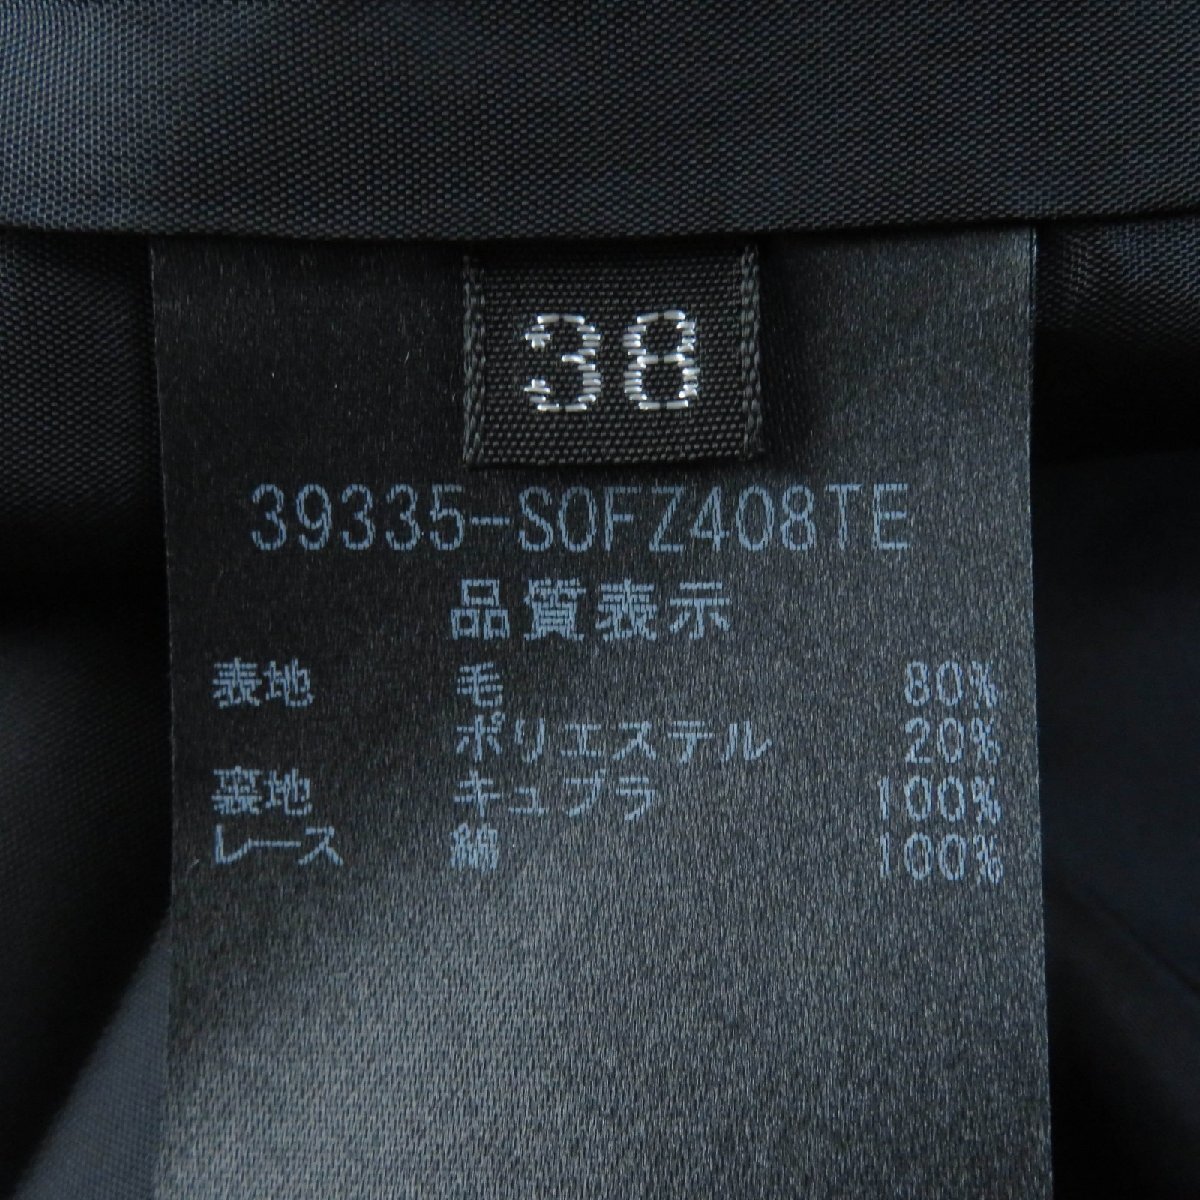 38
39335-S0FZ408TE
品質表示
表地 毛 80%
ポリエステル 20%
裏地 キュプラ 100%
レース 綿 100%